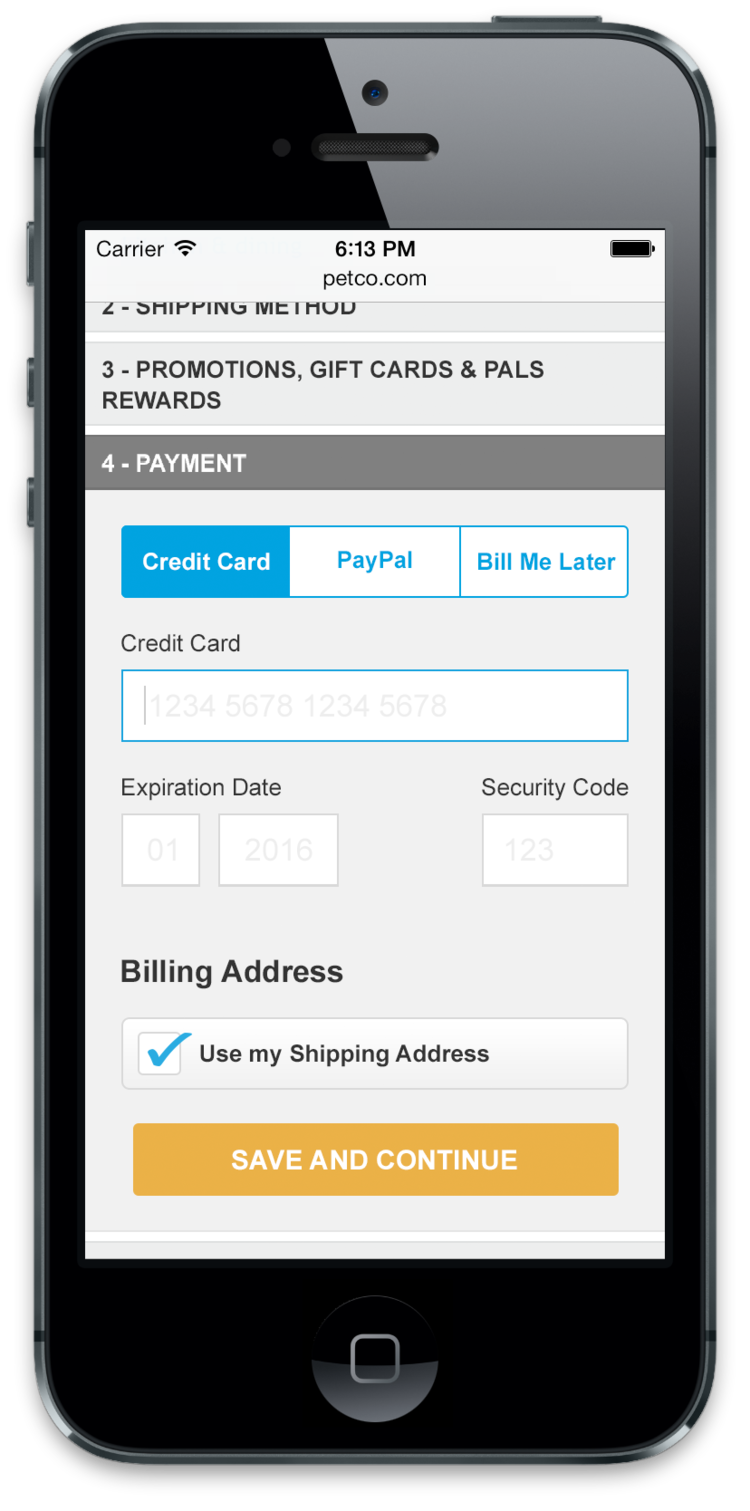 Carrier
6:13 PM
petco.com
2 - SHIPPING METHOD
3 - PROMOTIONS, GIFT CARDS & PALS
REWARDS
4 - PAYMENT
Credit Card
PayPal
Bill Me Later
Credit Card
1234 5678 1234 5678
Expiration Date
Security Code
01
2016
123
Billing Address
Use my Shipping Address
SAVE AND CONTINUE